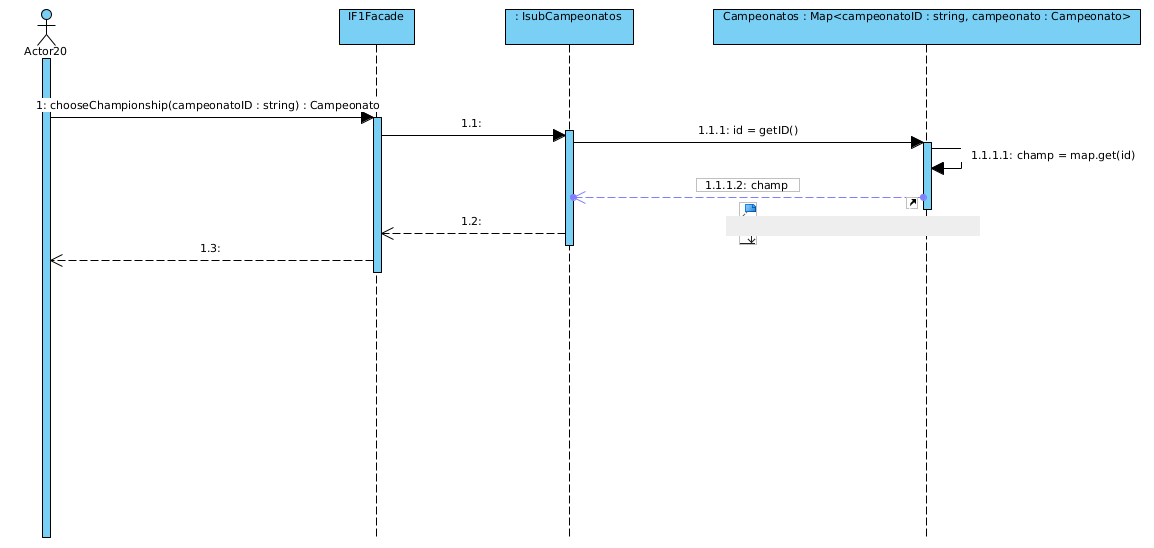 IF1Facade
: IsubCampeonatos
Campeonatos : Map<campeonatoID : string, campeonato : Campeonato>
Actor20
1: chooseChampionship(campeonatoID : string) : Campeonato
1.1:
1.1.1: id = getID()
1.1.1.1: champ = map.get(id)
1.1.1.2: champ
1.2:
1.3: